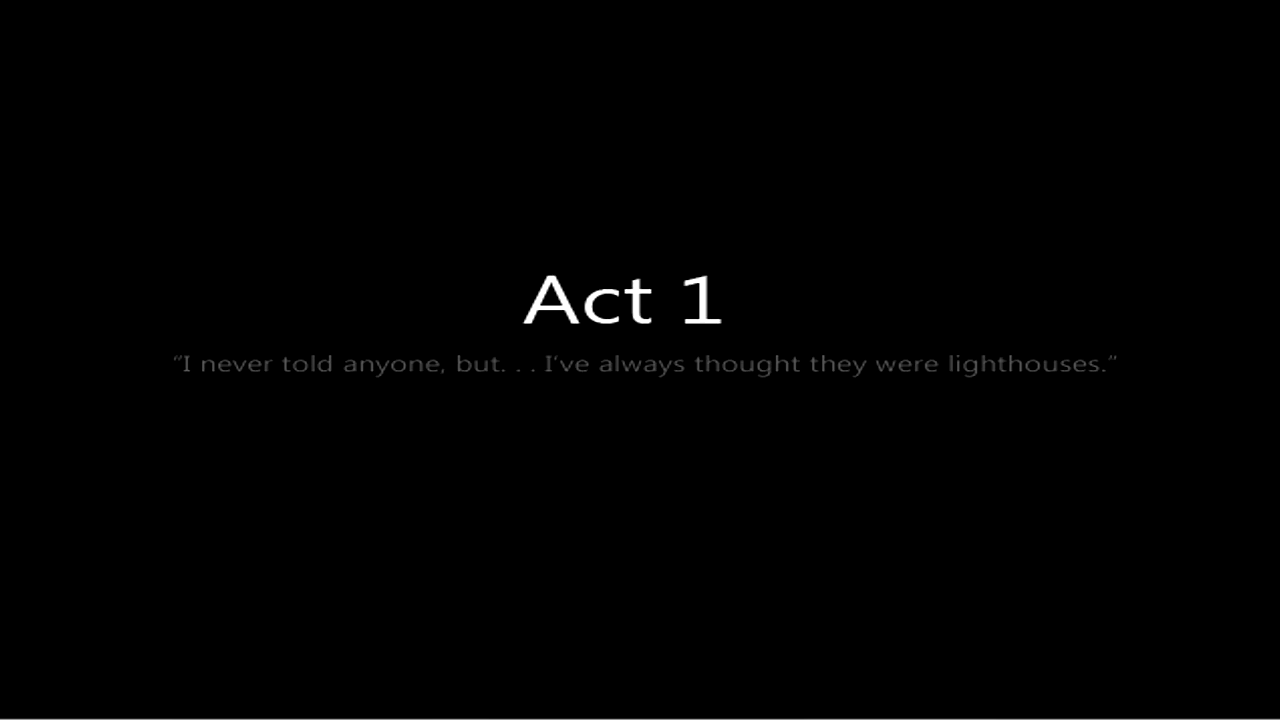 Act 1
“I never told anyone, but. . . I‘ve always thought they were lighthouses.”